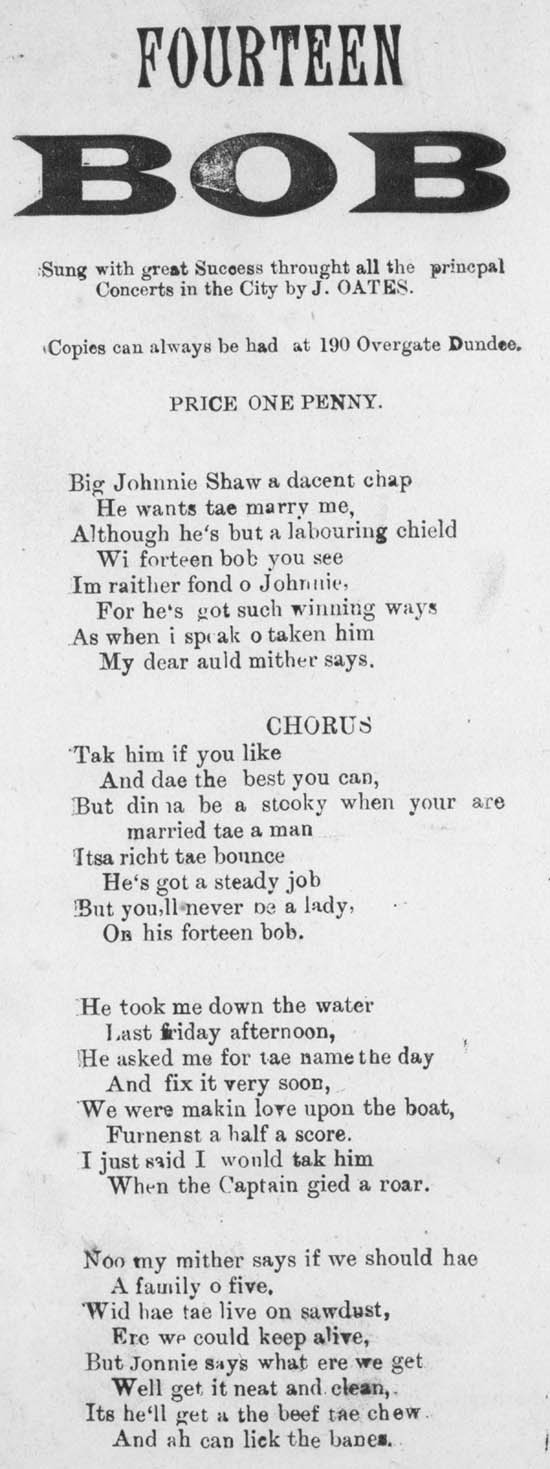 FOURTEEN
BOB
Sung with great Success throught all the princpal
Concerts in the City by J. OATES.
Copies can always be had at 190 Overgate Dundee.
PRICE ONE PENNY.
Big Johnnie Shaw a dacent chap
He wants tae marry me,
Although he's but a labouring chield
Wi forteen bob you see
Im raither fond o Johnnie,
For he's got such winning ways
As when i speak o taken him
My dear auld mither says.
CHORUS
Tak him if you like
And dae the best you can,
But dinna be a stooky when your are
married tae a man
Itsa richt tae bounce
He's got a steady job
But you,ll never be a lady,
On his forteen bob.
He took me down the water
Last friday afternoon,
He asked me for tae name the day
And fix it very soon,
We were makin love upon the boat,
Furnenst a half a score.
I just said I would tak him
When the Captain gied a roar.
Noo my mither says if we should hae
A family o five,
Wid hae tae live on sawdust,
Ere we could keep alive,
But Jonnie says what ere we get
Well get it neat and clean,
Its he'll get a the beef tae chew
And ah can lick the banes.